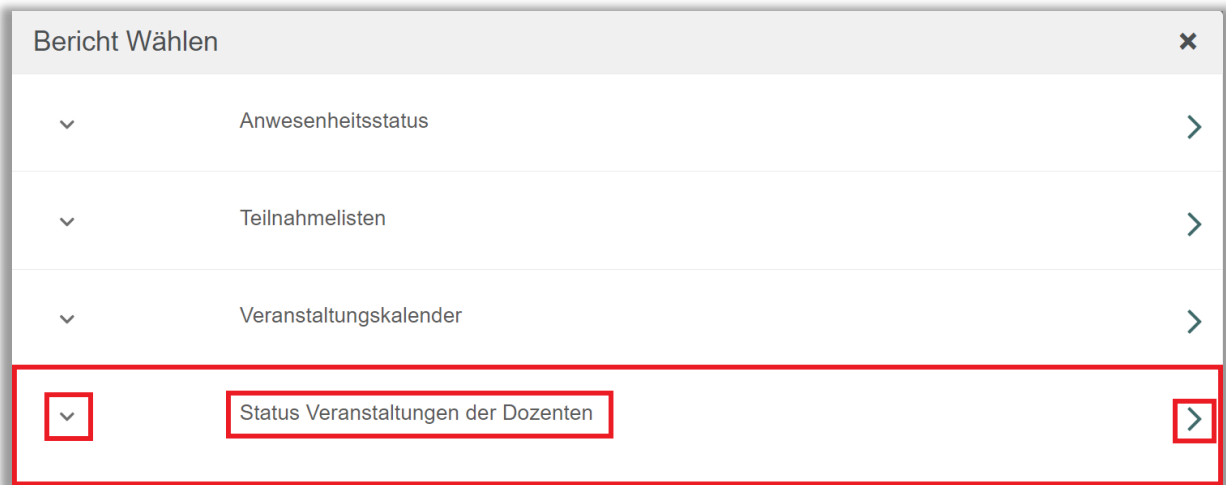 Bericht Wählen
Anwesenheitsstatus
Teilnahmelisten
Veranstaltungskalender
Status Veranstaltungen der Dozenten